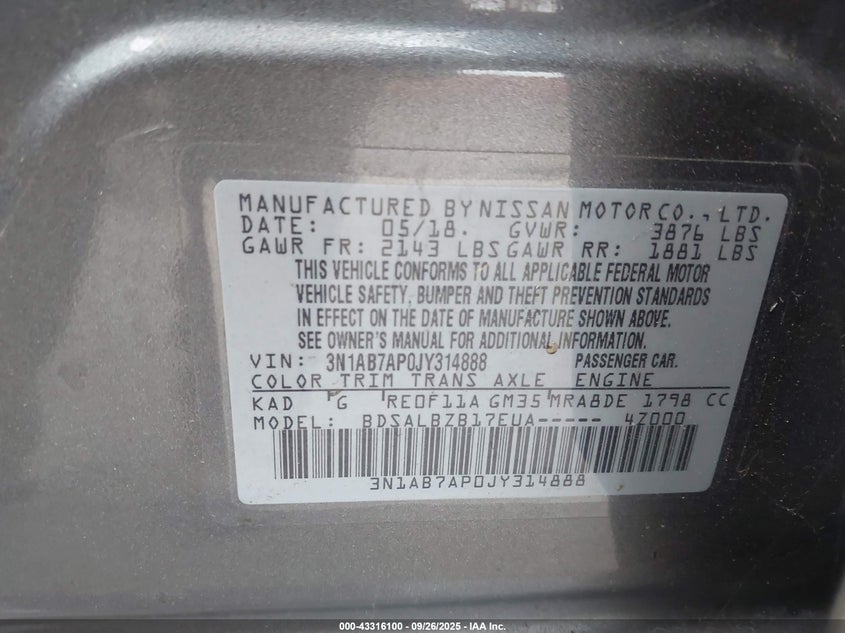 MANUFACTURED BY NISSAN MOTOR CO., LTD.
DATE: 05/18. GVWR: 3876 LBS
GAWR FR: 2143 LBS GAWR RR: 1881 LBS
THIS VEHICLE CONFORMS TO ALL APPLICABLE FEDERAL MOTOR
VEHICLE SAFETY, BUMPER AND THEFT PREVENTION STANDARDS
IN EFFECT ON THE DATE OF MANUFACTURE SHOWN ABOVE.
SEE OWNER'S MANUAL FOR ADDITIONAL INFORMATION.
VIN: 3N1AB7AP0JY314888 PASSENGER CAR.
COLOR TRIM TRANS AXLE ENGINE
KAD G RE0F11A GM35 MRA8DE 1798 CC
MODEL: BDSALBZB17EUA----- 4Z000
3N1AB7AP0JY314888
000-43316100 - 09/26/2025 - IAA Inc.